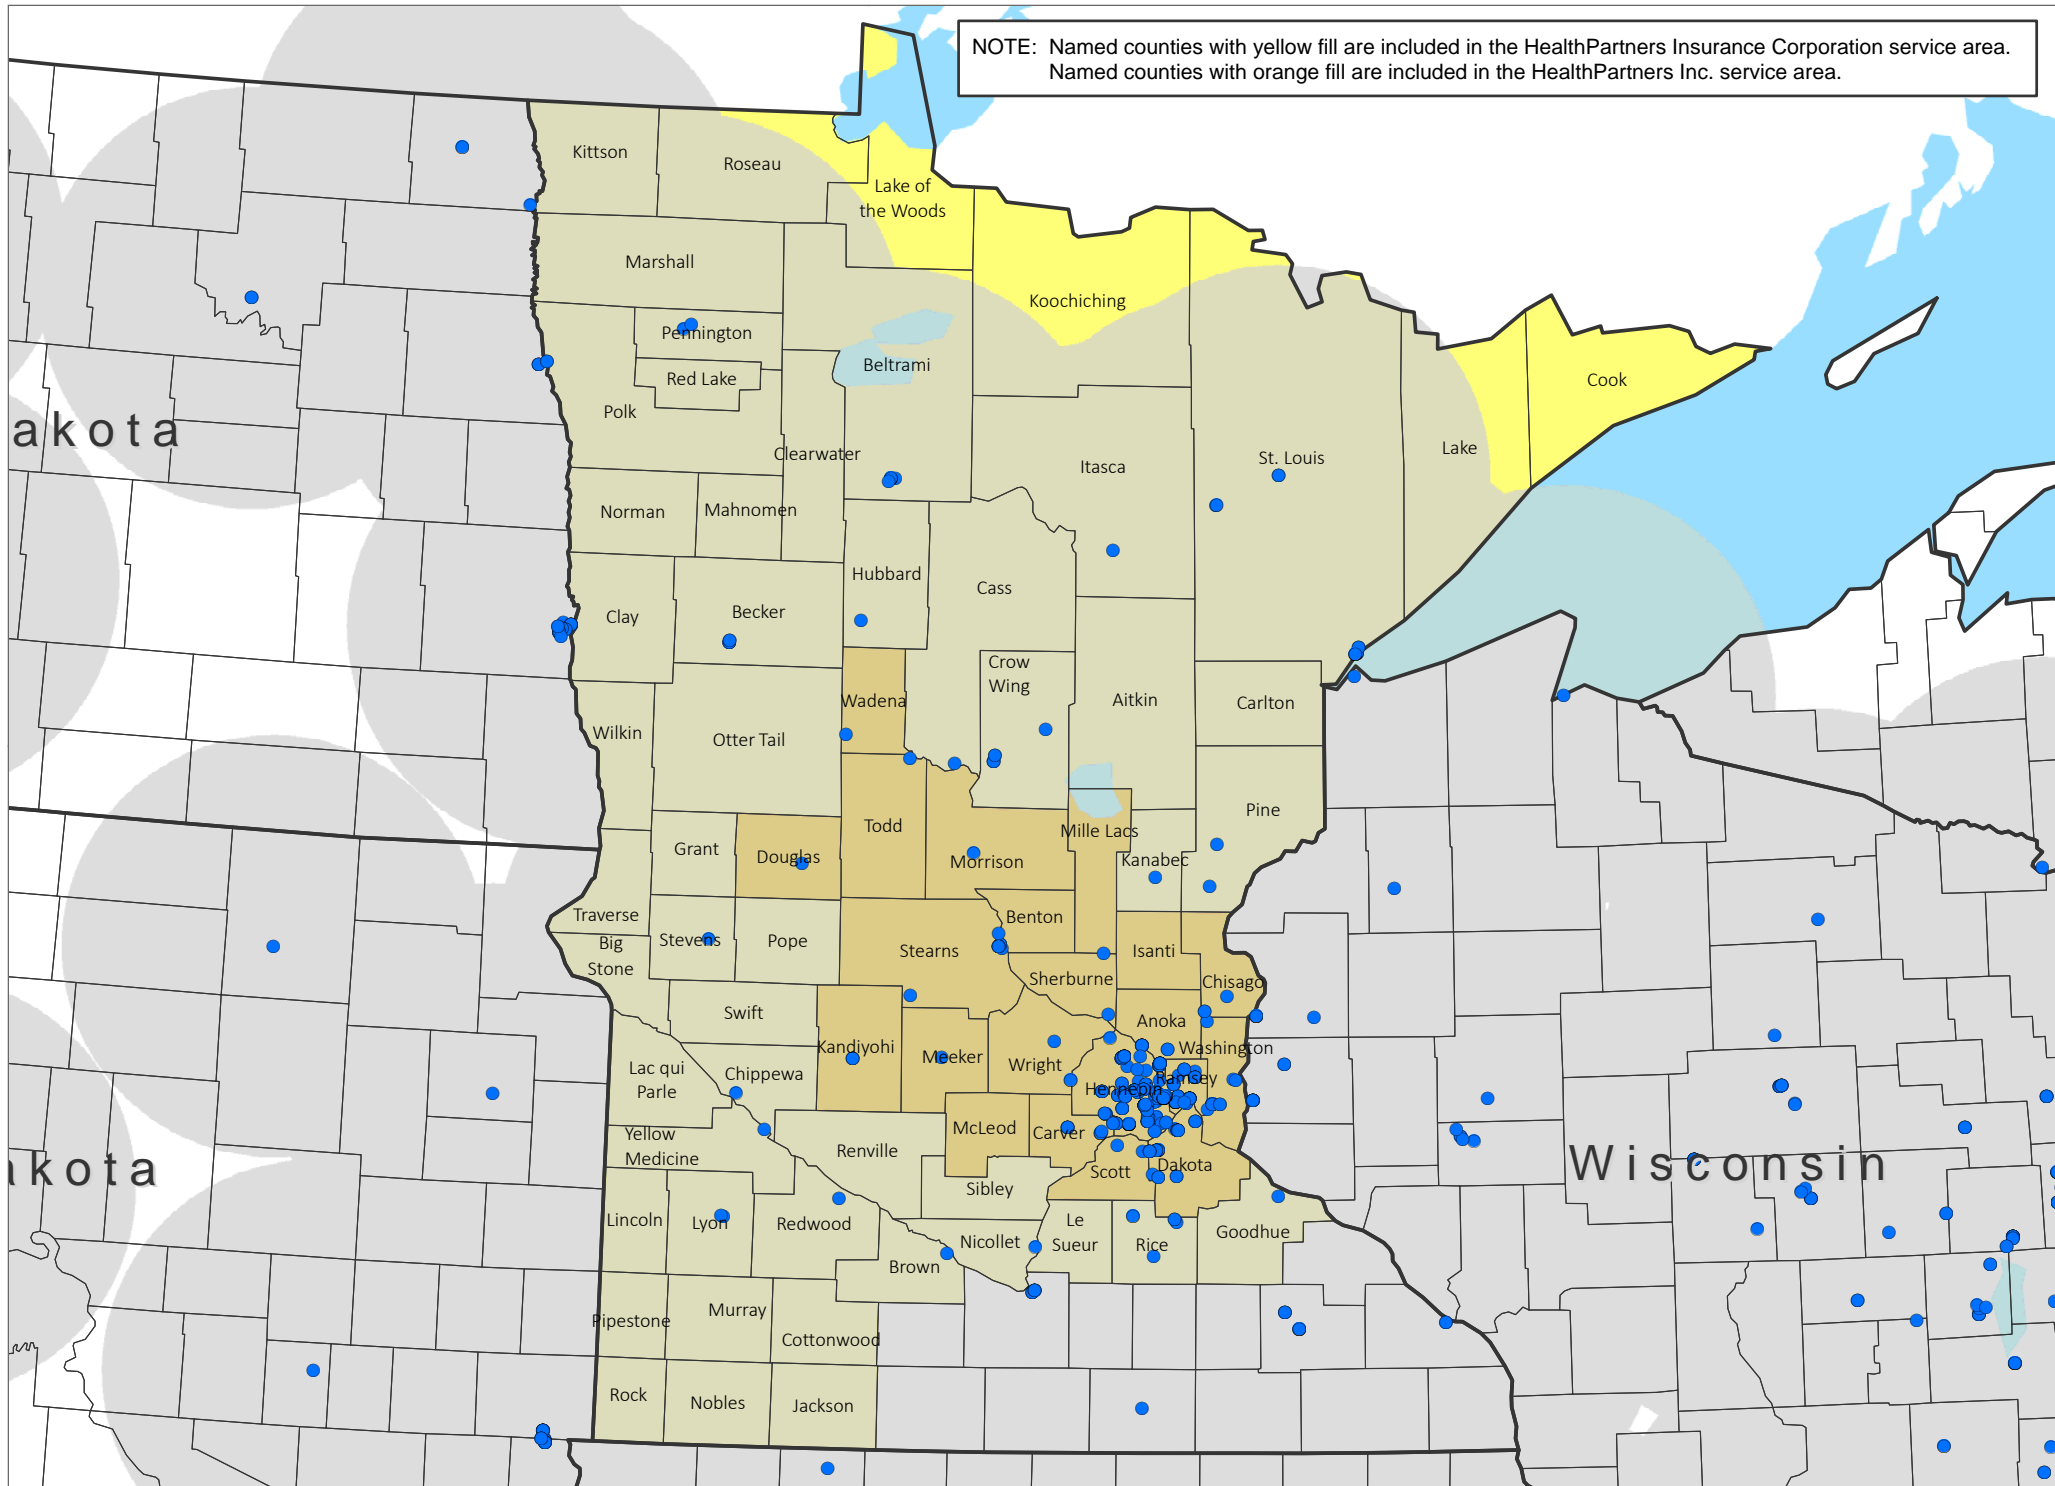 NOTE: Named counties with yellow fill are included in the HealthPartners Insurance Corporation service area.
Named counties with orange fill are included in the HealthPartners Inc. service area.
Kittson
Roseau
Lake of
the Woods
Marshall
Koochiching
Pennington
Beltrami
Red Lake
Cook
Polk
akota
Clearwater
Itasca
St. Louis
Lake
Norman
Mahnomen
Hubbard
Cass
Clay
Becker
Crow
Wing
Wadena
Aitkin
Carlton
Wilkin
Otter Tail
Pine
Todd
Mille Lacs
Grant
Douglas
Morrison
Kanabec
Traverse
Benton
Big
Stone
Stevens
Pope
Stearns
Isanti
Sherburne
Chisago
Swift
Anoka
Kandiyohi
Meeker
Wright
Washington
Lac qui
Parle
Chippewa
Ramsey
Hennepin
McLeod
Carver
Yellow
Medicine
Renville
akota
Scott
Dakota
Wisconsin
Sibley
Lincoln
Lyon
Redwood
Le
Sueur
Rice
Goodhue
Nicollet
Brown
Pipestone
Murray
Cottonwood
Rock
Nobles
Jackson